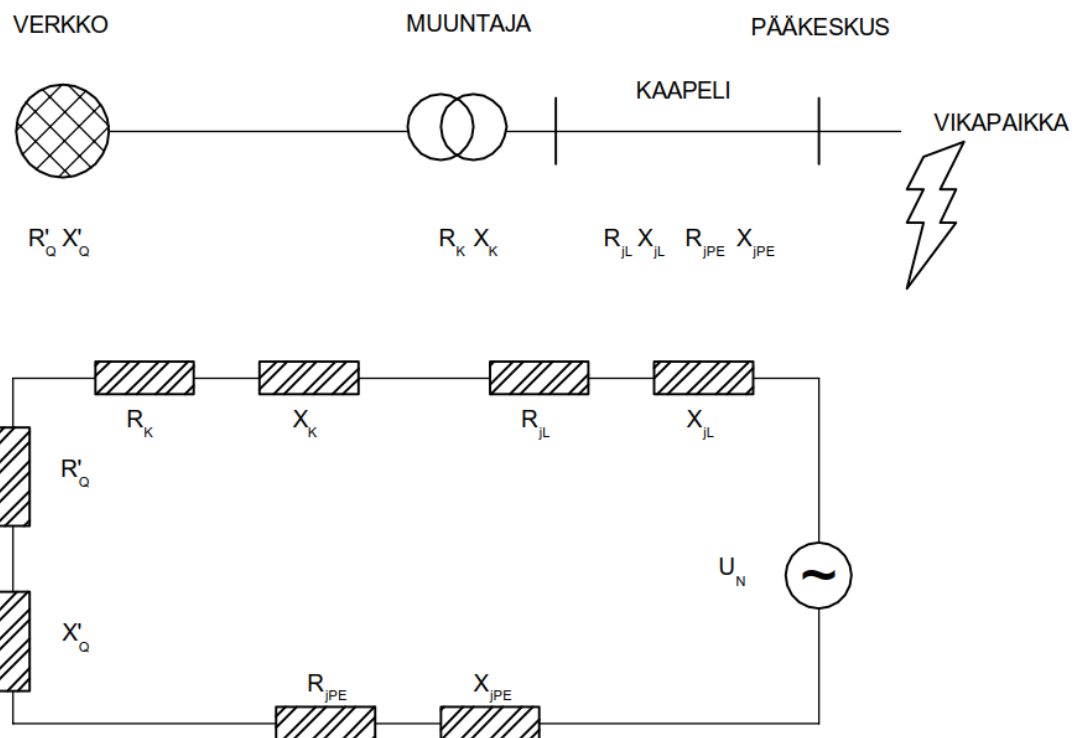 VERKKO
MUUNTAJA
PÄÄKESKUS
KAAPELI
VIKAPAIKKA
R'Q X'Q
RK XK
RjL XjL RjPE XjPE
RK
XK
RjL
XjL
R'Q
UN
~
X'Q
RjPE
XjPE